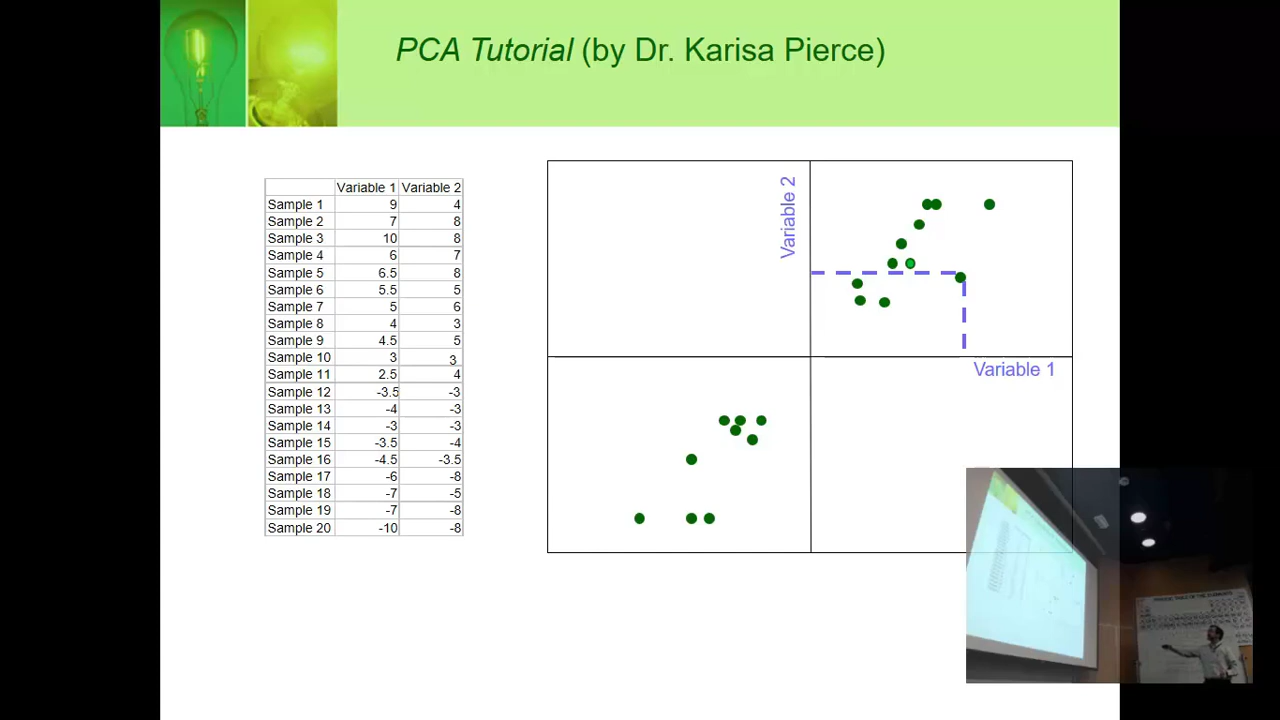 PCA Tutorial (by Dr. Karisa Pierce)
Variable 1 Variable 2
Sample 1 9 4
Sample 2 7 8
Sample 3 10 8
Sample 4 6 7
Sample 5 6.5 8
Sample 6 5.5 5
Sample 7 5 6
Sample 8 4 3
Sample 9 4.5 5
Sample 10 3 3
Sample 11 2.5 4
Sample 12 -3.5 -3
Sample 13 -4 -3
Sample 14 -3 -3
Sample 15 -3.5 -4
Sample 16 -4.5 -3.5
Sample 17 -6 -8
Sample 18 -7 -5
Sample 19 -7 -8
Sample 20 -10 -8
Variable 2
Variable 1
PERIODIC TABLE OF THE ELEMENTS